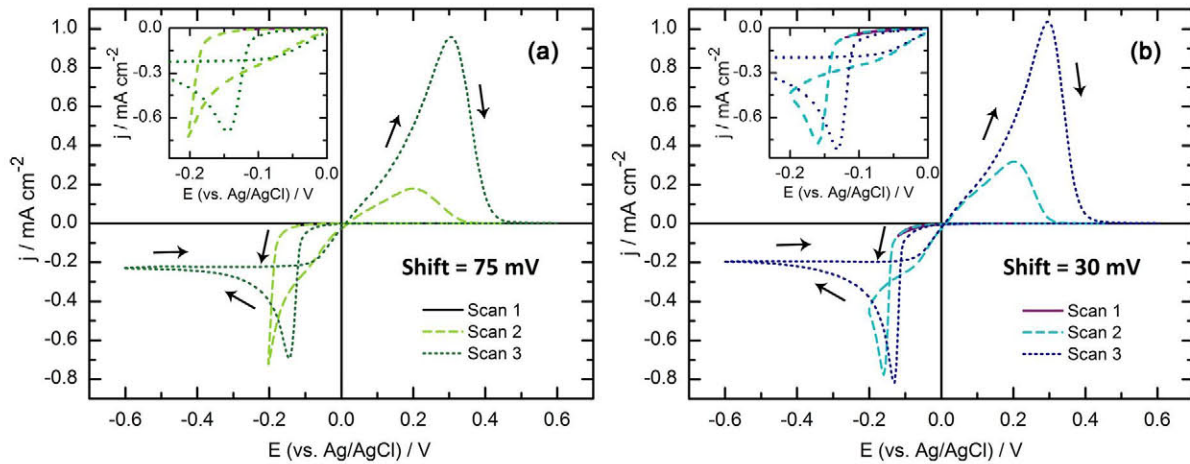 (a)
j / mA cm-2
1.0
0.8
0.6
0.4
0.2
0.0
-0.2
-0.4
-0.6
-0.8
-0.6
-0.4
-0.2
0.0
0.2
0.4
0.6
E (vs. Ag/AgCl) / V
j / mA cm-2
0.0
-0.3
-0.6
-0.2
-0.1
0.0
E (vs. Ag/AgCl) / V
Shift = 75 mV
Scan 1
Scan 2
Scan 3
(b)
j / mA cm-2
1.0
0.8
0.6
0.4
0.2
0.0
-0.2
-0.4
-0.6
-0.8
-0.6
-0.4
-0.2
0.0
0.2
0.4
0.6
E (vs. Ag/AgCl) / V
j / mA cm-2
0.0
-0.3
-0.6
-0.2
-0.1
0.0
E (vs. Ag/AgCl) / V
Shift = 30 mV
Scan 1
Scan 2
Scan 3